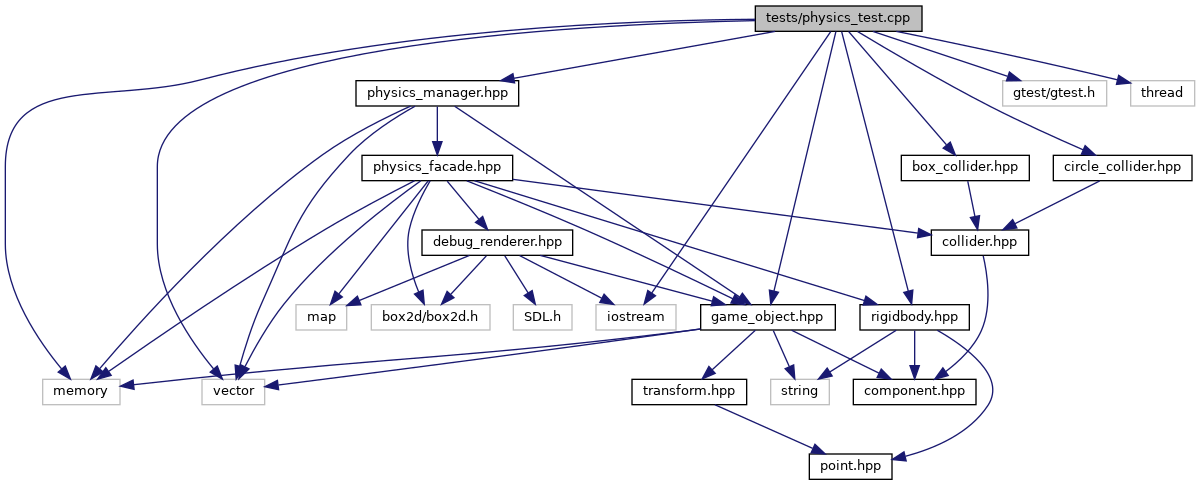 tests/physics_test.cpp
physics_manager.hpp
gtest/gtest.h
thread
physics_facade.hpp
box_collider.hpp
circle_collider.hpp
debug_renderer.hpp
collider.hpp
map
box2d/box2d.h
SDL.h
iostream
game_object.hpp
rigidbody.hpp
memory
vector
transform.hpp
string
component.hpp
point.hpp